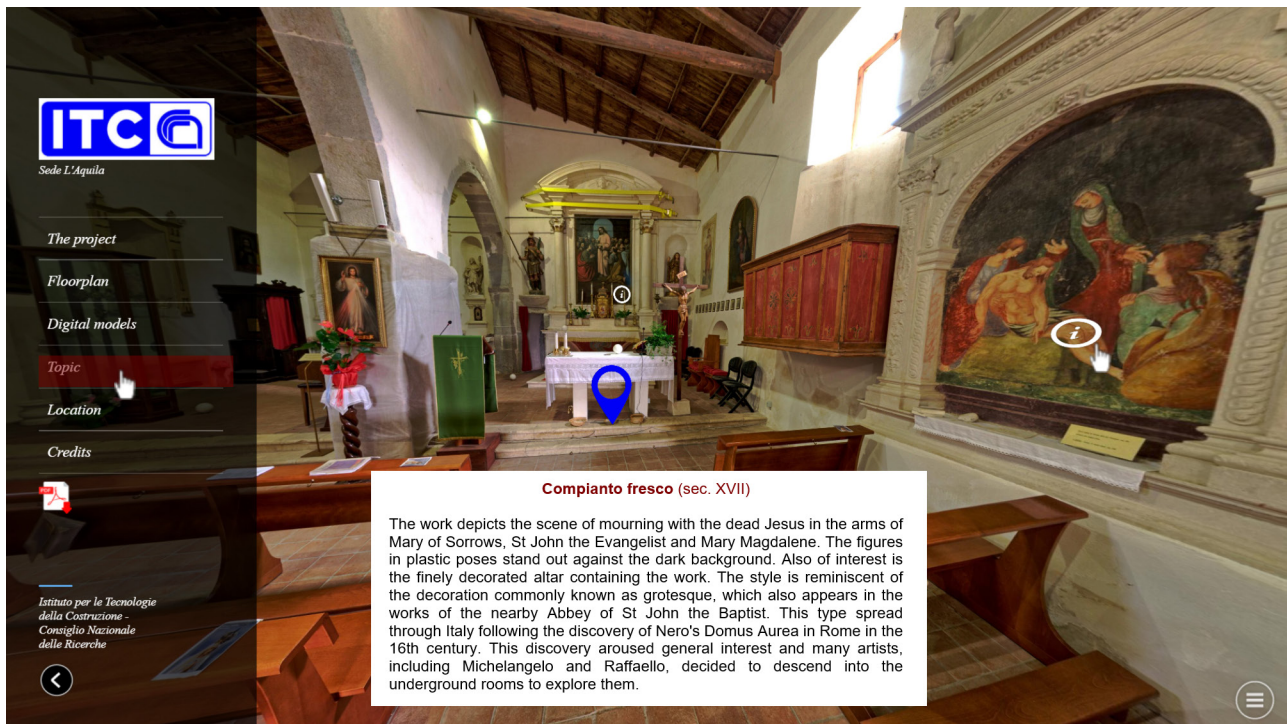 ITC
Sede L'Aquila
The project
Floorplan
Digital models
Topic
Location
Credits
PDF
Istituto per le Tecnologie
della Costruzione -
Consiglio Nazionale
delle Ricerche
i
i
Compianto fresco (sec. XVII)
The work depicts the scene of mourning with the dead Jesus in the arms of
Mary of Sorrows, St John the Evangelist and Mary Magdalene. The figures
in plastic poses stand out against the dark background. Also of interest is
the finely decorated altar containing the work. The style is reminiscent of
the decoration commonly known as grotesque, which also appears in the
works of the nearby Abbey of St John the Baptist. This type spread
through Italy following the discovery of Nero's Domus Aurea in Rome in the
16th century. This discovery aroused general interest and many artists,
including Michelangelo and Raffaello, decided to descend into the
underground rooms to explore them.